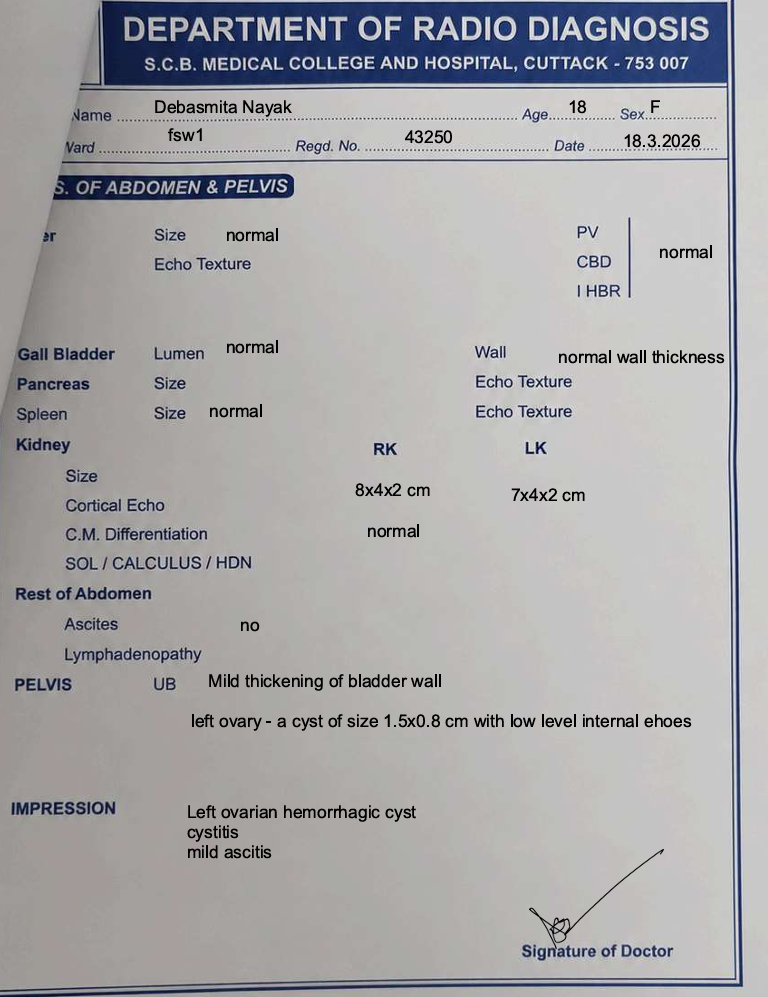 DEPARTMENT OF RADIO DIAGNOSIS
S.C.B. MEDICAL COLLEGE AND HOSPITAL, CUTTACK - 753 007
Name Debasmita Nayak Age 18 Sex F
fsw1 Regd. No. 43250 Date 18.3.2026
OF ABDOMEN & PELVIS
Size normal PV
Echo Texture CBD normal
I HBR
Gall Bladder Lumen normal Wall normal wall thickness
Pancreas Size Echo Texture
Spleen Size normal Echo Texture
Kidney RK LK
Size
8x4x2 cm 7x4x2 cm
Cortical Echo
C.M. Differentiation normal
SOL / CALCULUS / HDN
Rest of Abdomen
Ascites no
Lymphadenopathy
PELVIS UB Mild thickening of bladder wall
left ovary - a cyst of size 1.5x0.8 cm with low level internal ehoes
IMPRESSION Left ovarian hemorrhagic cyst
cystitis
mild ascitis
Signature of Doctor